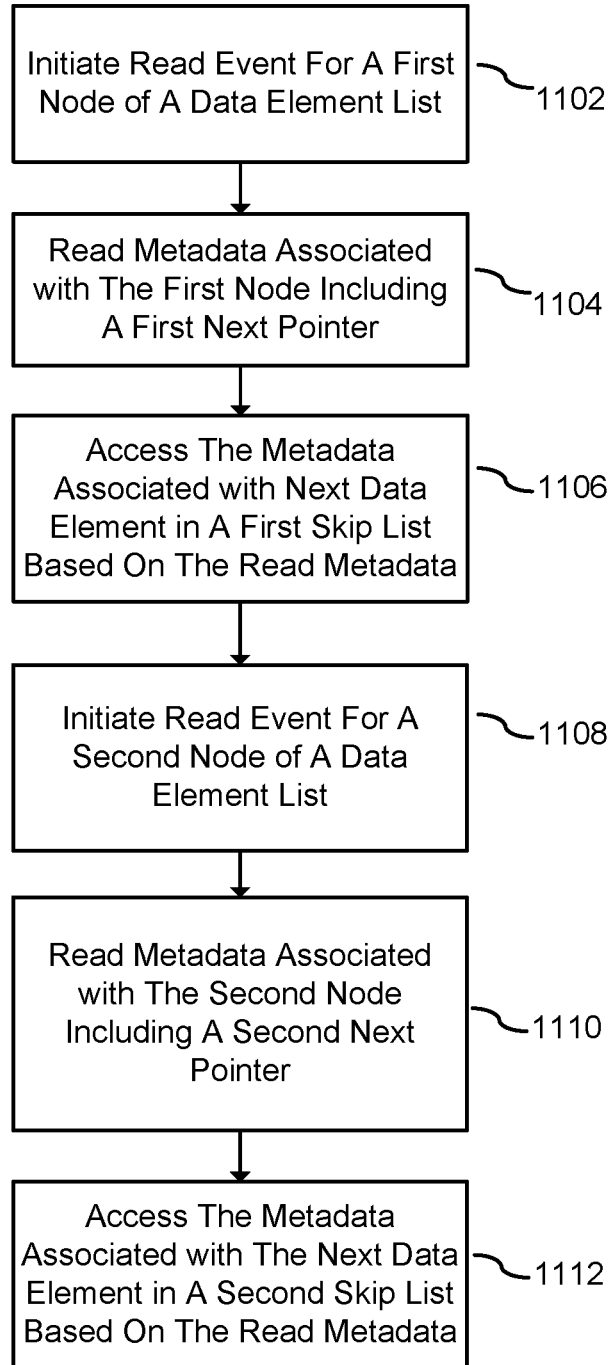 Initiate Read Event For A First
Node of A Data Element List
1102
Read Metadata Associated
with The First Node Including
A First Next Pointer
1104
Access The Metadata
Associated with Next Data
Element in A First Skip List
Based On The Read Metadata
1106
Initiate Read Event For A
Second Node of A Data
Element List
1108
Read Metadata Associated
with The Second Node
Including A Second Next
Pointer
1110
Access The Metadata
Associated with The Next Data
Element in A Second Skip List
Based On The Read Metadata
1112